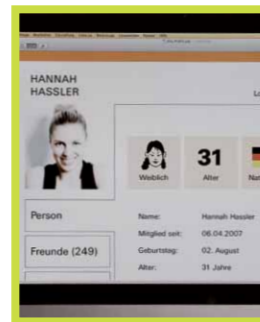 HANNAH
HASSLER
31
Weiblich
Alter
Person
Freunde (249)
Name: Hannah Hassler
Mitglied seit: 06.04.2007
Geburtstag: 02. August
Alter: 31 Jahre